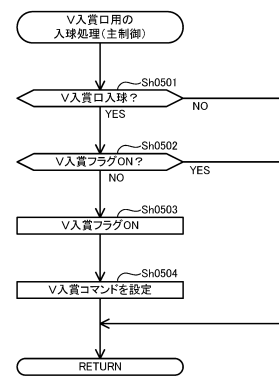 V入賞口用の
入球処理(主制御)
Sh0501
V入賞口入球？
NO
YES
Sh0502
V入賞フラグON？
YES
NO
Sh0503
V入賞フラグON
Sh0504
V入賞コマンドを設定
RETURN